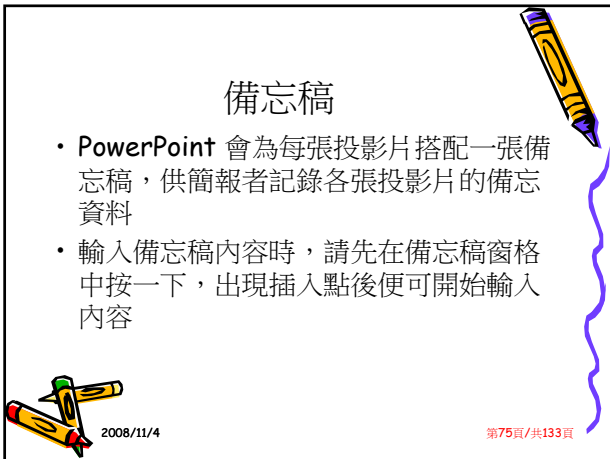 備忘稿
• PowerPoint 會為每張投影片搭配一張備
忘稿，供簡報者記錄各張投影片的備忘
資料
• 輸入備忘稿內容時，請先在備忘稿窗格
中按一下，出現插入點後便可開始輸入
內容
2008/11/4
第75頁/共133頁